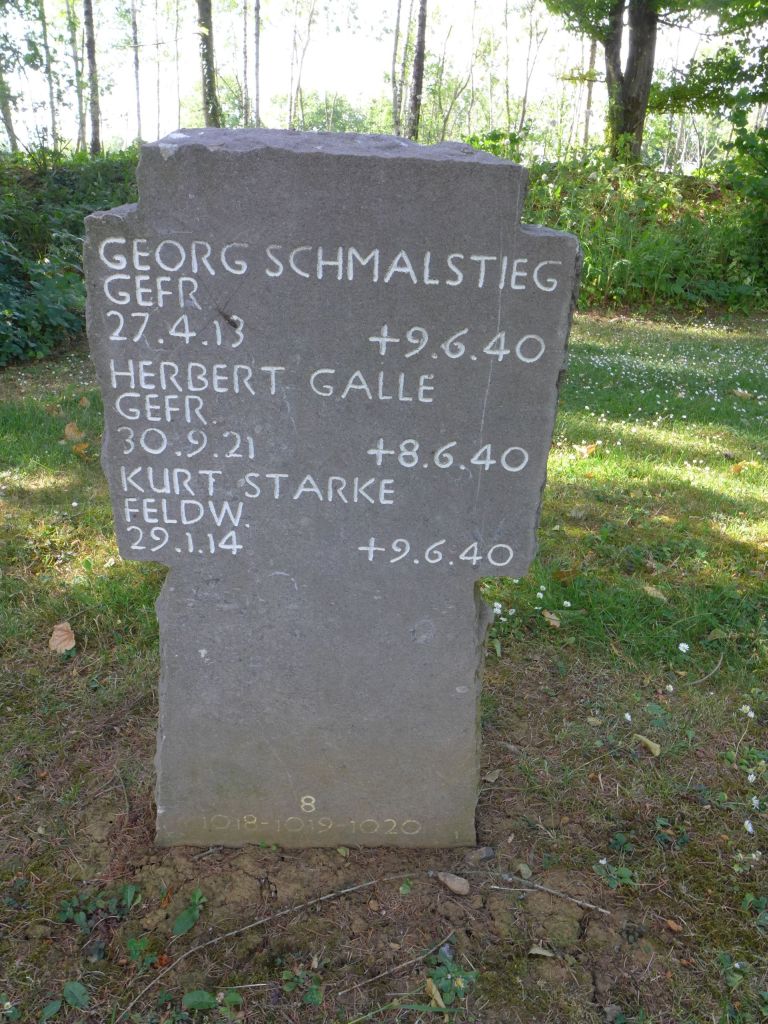 GEORG SCHMALSTIEG
GEFR
27.4.13 +9.6.40
HERBERT GALLE
GEFR.
30.9.21 +8.6.40
KURT STARKE
FELDW.
29.1.14 +9.6.40
8
1018-1019-1020